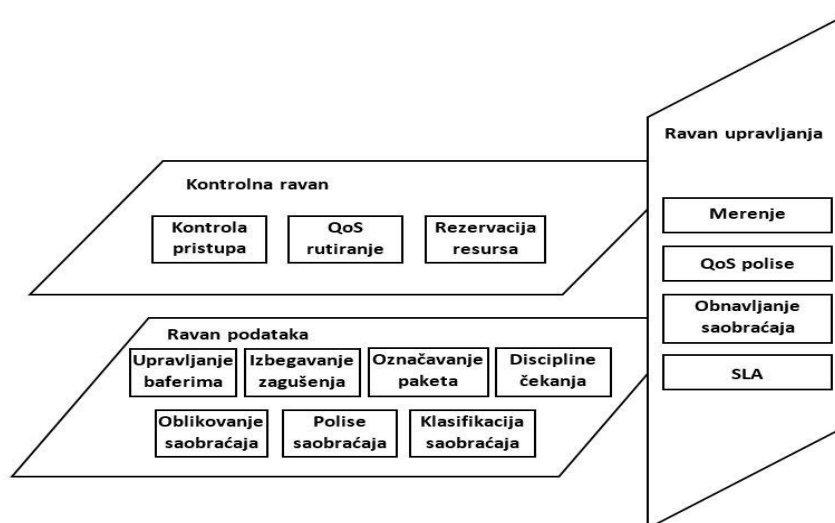 Ravan upravljanja
Kontrolna ravan
Kontrola
pristupa
QoS
rutiranje
Rezervacija
resursa
Merenje
QoS polise
Obnavljanje
saobraćaja
SLA
Ravan podataka
Upravljanje
baferima
Izbegavanje
zagušenja
Označavanje
paketa
Discipline
čekanja
Oblikovanje
saobraćaja
Polise
saobraćaja
Klasifikacija
saobraćaja